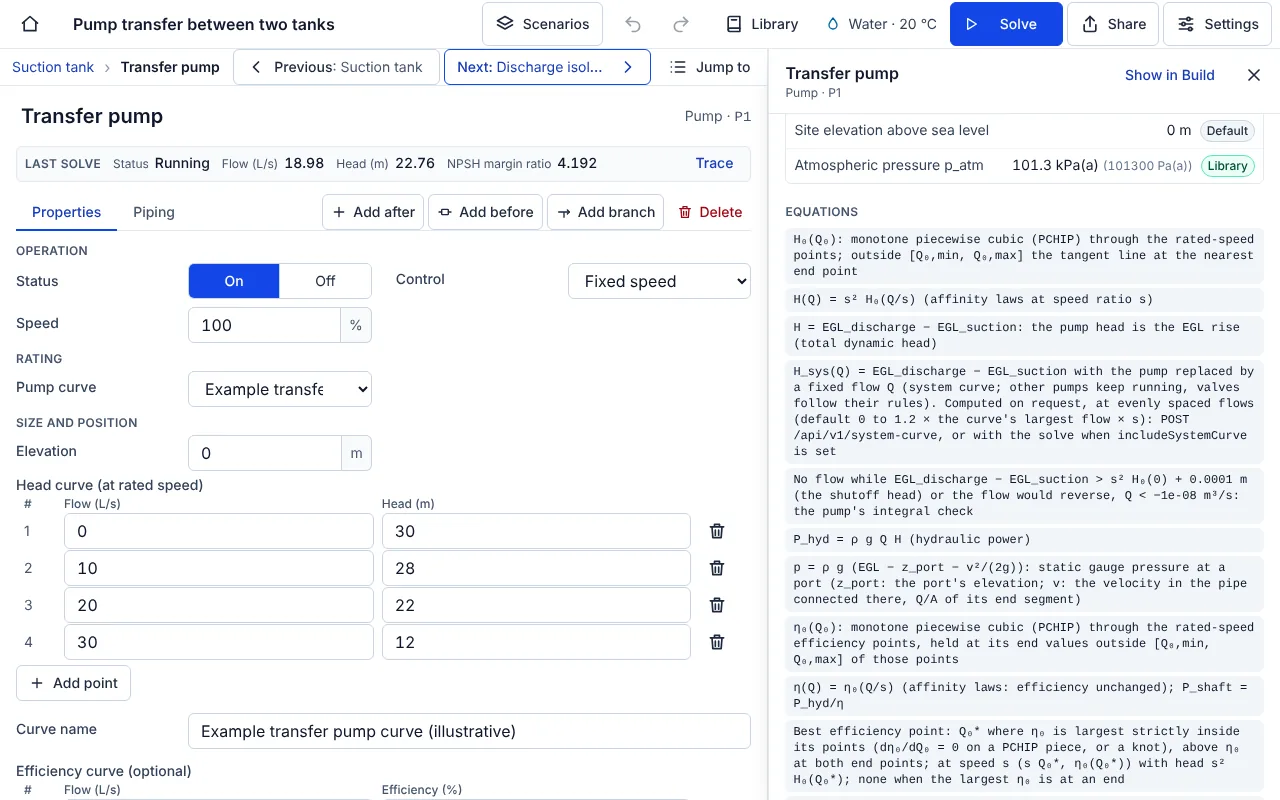 Pump transfer between two tanks
Scenarios
Library
Water · 20 °C
Solve
Share
Settings
Suction tank › Transfer pump
Previous: Suction tank
Next: Discharge isol...
Jump to
Transfer pump
Pump · P1
LAST SOLVE Status Running Flow (L/s) 18.98 Head (m) 22.76 NPSH margin ratio 4.192 Trace
Properties
Piping
Add after
Add before
Add branch
Delete
OPERATION
Status
On
Off
Control
Fixed speed
Speed
100 %
RATING
Pump curve
Example transfe
SIZE AND POSITION
Elevation
0 m
Head curve (at rated speed)
# Flow (L/s) Head (m)
1 0 30
2 10 28
3 20 22
4 30 12
Add point
Curve name
Example transfer pump curve (illustrative)
Efficiency curve (optional)
# Flow (L/s) Efficiency (%)
Transfer pump
Pump · P1
Show in Build
Site elevation above sea level 0 m Default
Atmospheric pressure p_atm 101.3 kPa(a) (101300 Pa(a)) Library
EQUATIONS
H₀(Q₀): monotone piecewise cubic (PCHIP) through the rated-speed
points; outside [Q₀,min, Q₀,max] the tangent line at the nearest
end point
H(Q) = s² H₀(Q/s) (affinity laws at speed ratio s)
H = EGL_discharge − EGL_suction: the pump head is the EGL rise
(total dynamic head)
H_sys(Q) = EGL_discharge − EGL_suction with the pump replaced by
a fixed flow Q (system curve; other pumps keep running, valves
follow their rules). Computed on request, at evenly spaced flows
(default 0 to 1.2 × the curve's largest flow × s): POST
/api/v1/system-curve, or with the solve when includeSystemCurve
is set
No flow while EGL_discharge − EGL_suction > s² H₀(0) + 0.0001 m
(the shutoff head) or the flow would reverse, Q < −1e-08 m³/s:
the pump's integral check
P_hyd = ρ g Q H (hydraulic power)
p = ρ g (EGL − z_port − v²/(2g)): static gauge pressure at a
port (z_port: the port's elevation; v: the velocity in the pipe
connected there, Q/A of its end segment)
η₀(Q₀): monotone piecewise cubic (PCHIP) through the rated-speed
efficiency points, held at its end values outside [Q₀,min,
Q₀,max] of those points
η(Q) = η₀(Q/s) (affinity laws: efficiency unchanged); P_shaft =
P_hyd/η
Best efficiency point: Q₀* where η₀ is largest strictly inside
its points (dη₀/dQ₀ = 0 on a PCHIP piece, or a knot), above η₀
at both end points; at speed s (s Q₀*, η₀(Q₀*)) with head s²
H₀(Q₀*); none when the largest η₀ is at an end